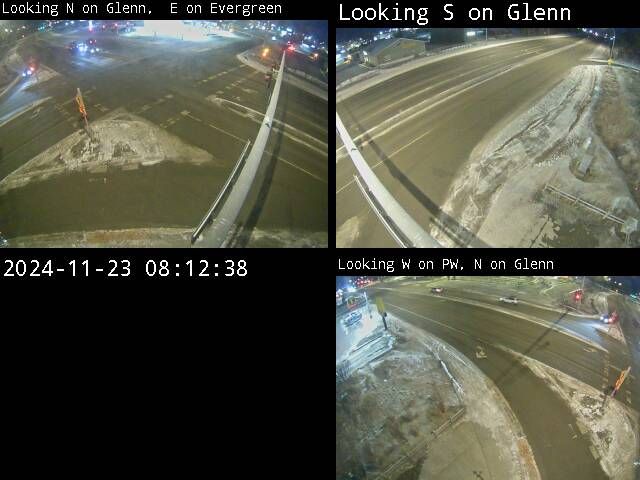 Looking N on Glenn,  E on Evergreen
Looking S on Glenn
2024-11-23 08:12:38
Looking W on PW, N on Glenn